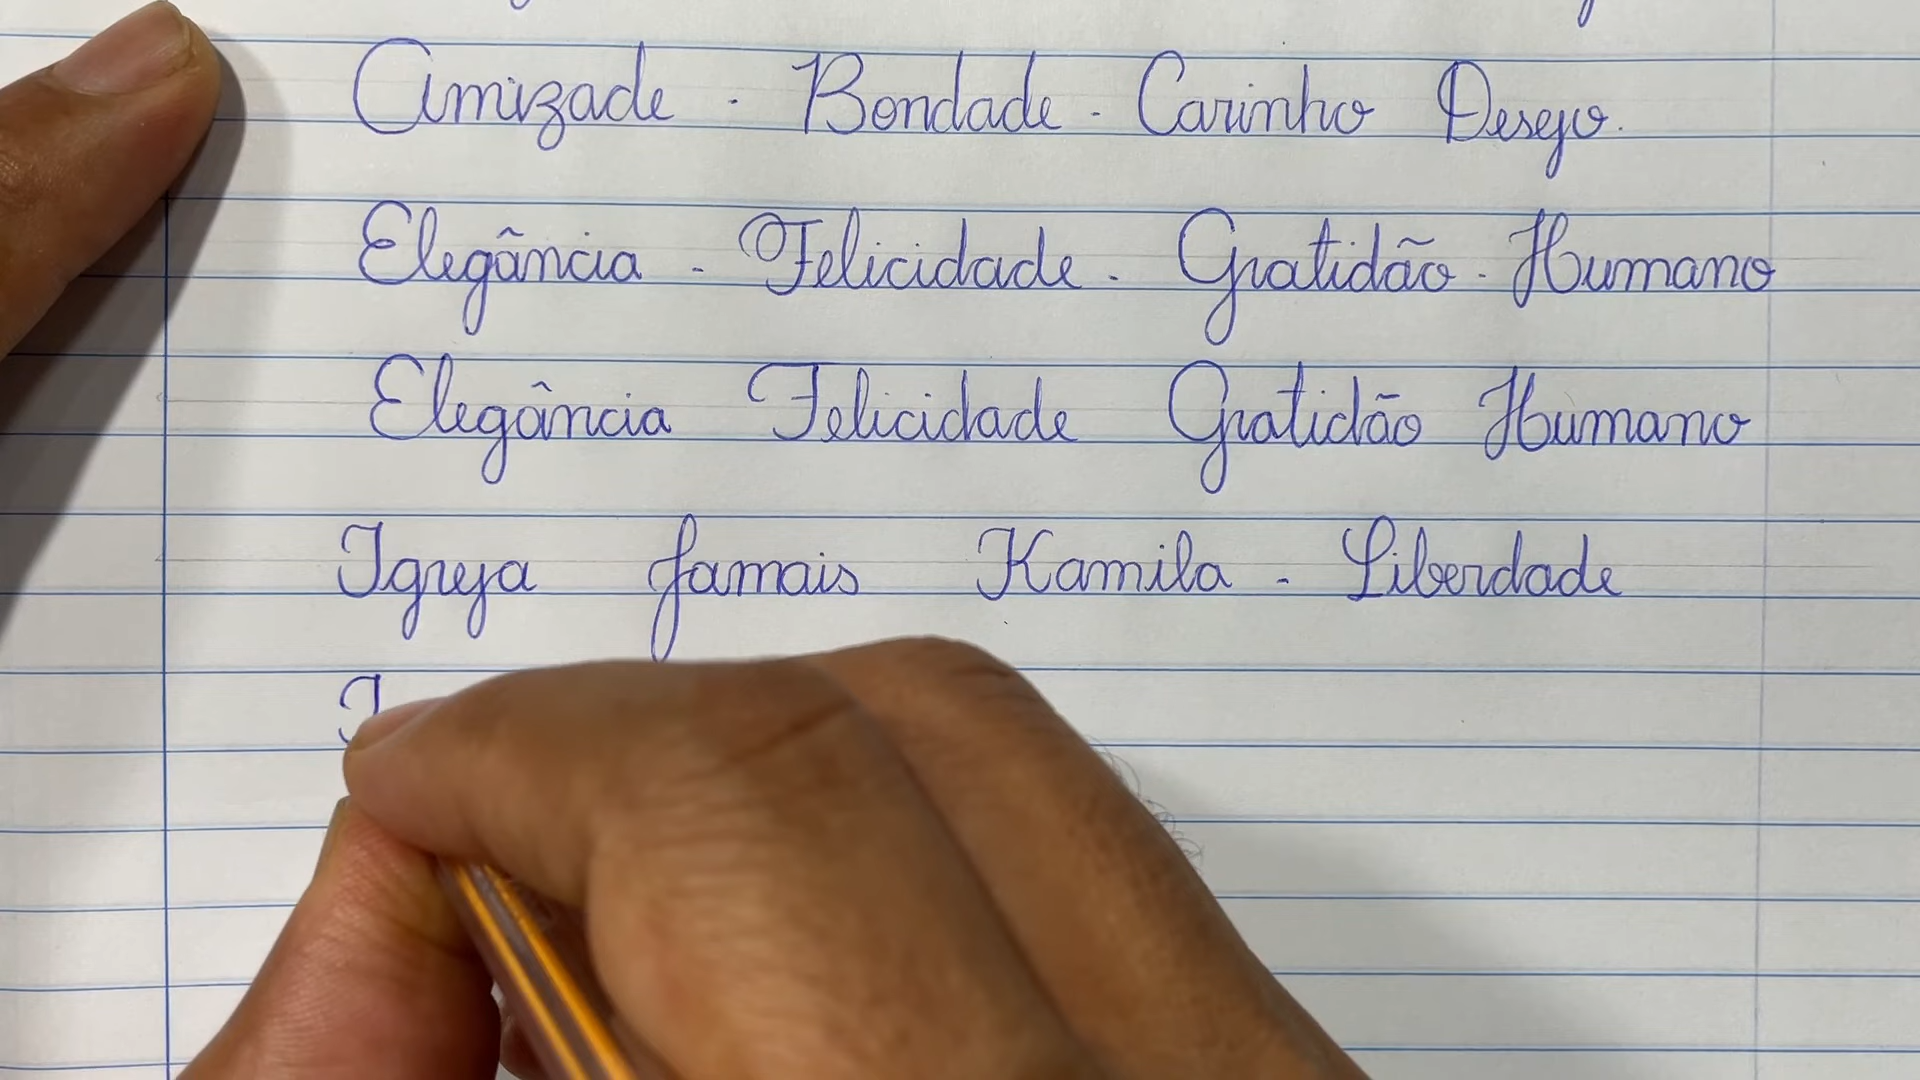 Amizade - Bondade - Carinho Desejo.
Elegância - Felicidade - Gratidão - Humano
Elegância Felicidade Gratidão Humano
Igreja Jamais Kamila - Liberdade
I